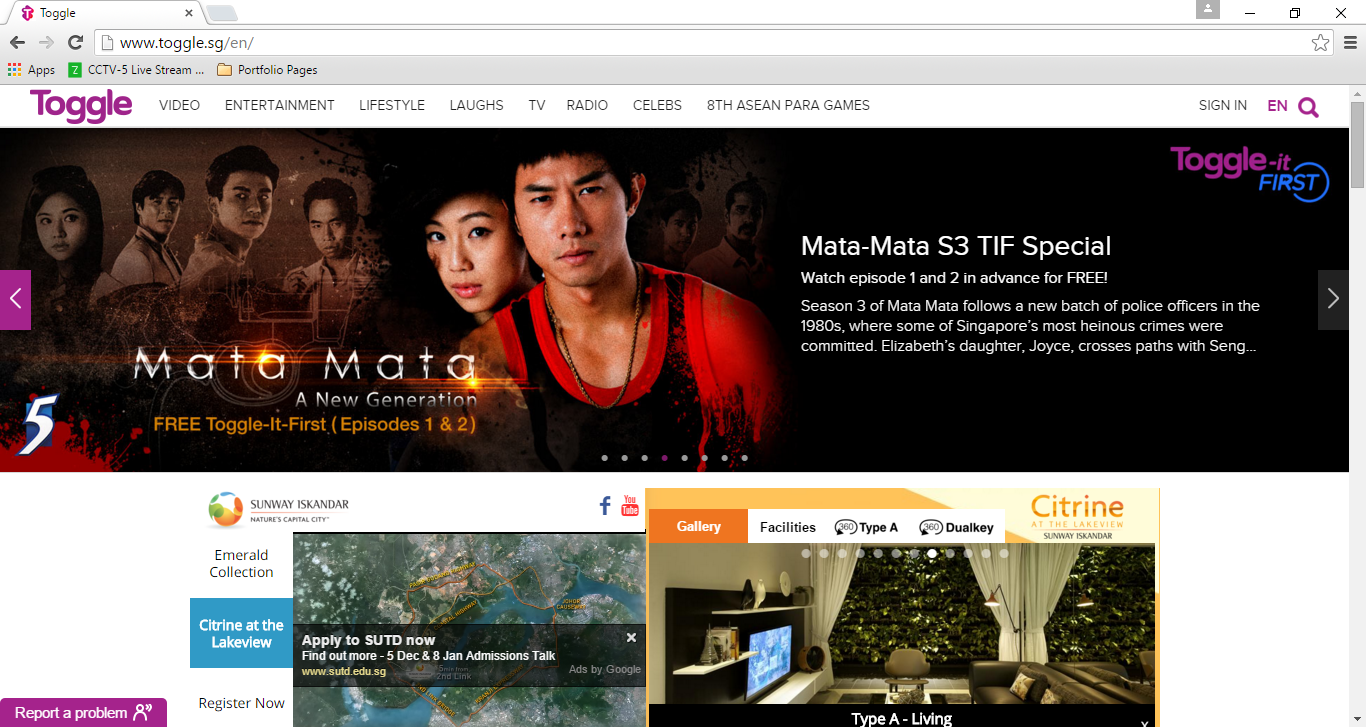 Toggle
www.toggle.sg/en/
Apps
CCTV-5 Live Stream ...
Portfolio Pages
Toggle
VIDEO
ENTERTAINMENT
LIFESTYLE
LAUGHS
TV
RADIO
CELEBS
8TH ASEAN PARA GAMES
SIGN IN
EN
Toggle-it
FIRST
Mata-Mata S3 TIF Special
Watch episode 1 and 2 in advance for FREE!
Season 3 of Mata Mata follows a new batch of police officers in the
1980s, where some of Singapore's most heinous crimes were
committed. Elizabeth's daughter, Joyce, crosses paths with Seng...
Mata Mata
A New Generation
FREE Toggle-It-First ( Episodes 1 & 2 )
5
SUNWAY ISKANDAR
NATURE'S CAPITAL CITY™
f
You
Tube
Emerald
Collection
Citrine at the
Lakeview
Register Now
JOHOR
CAUSEWAY
Apply to SUTD now
Find out more - 5 Dec & 8 Jan Admissions Talk
www.sutd.edu.sg
2nd Link
Ads by Google
Gallery
Facilities
360 Type A
360 Dualkey
Citrine
AT THE LAKEVIEW
SUNWAY ISKANDAR
Type A - Living
Report a problem